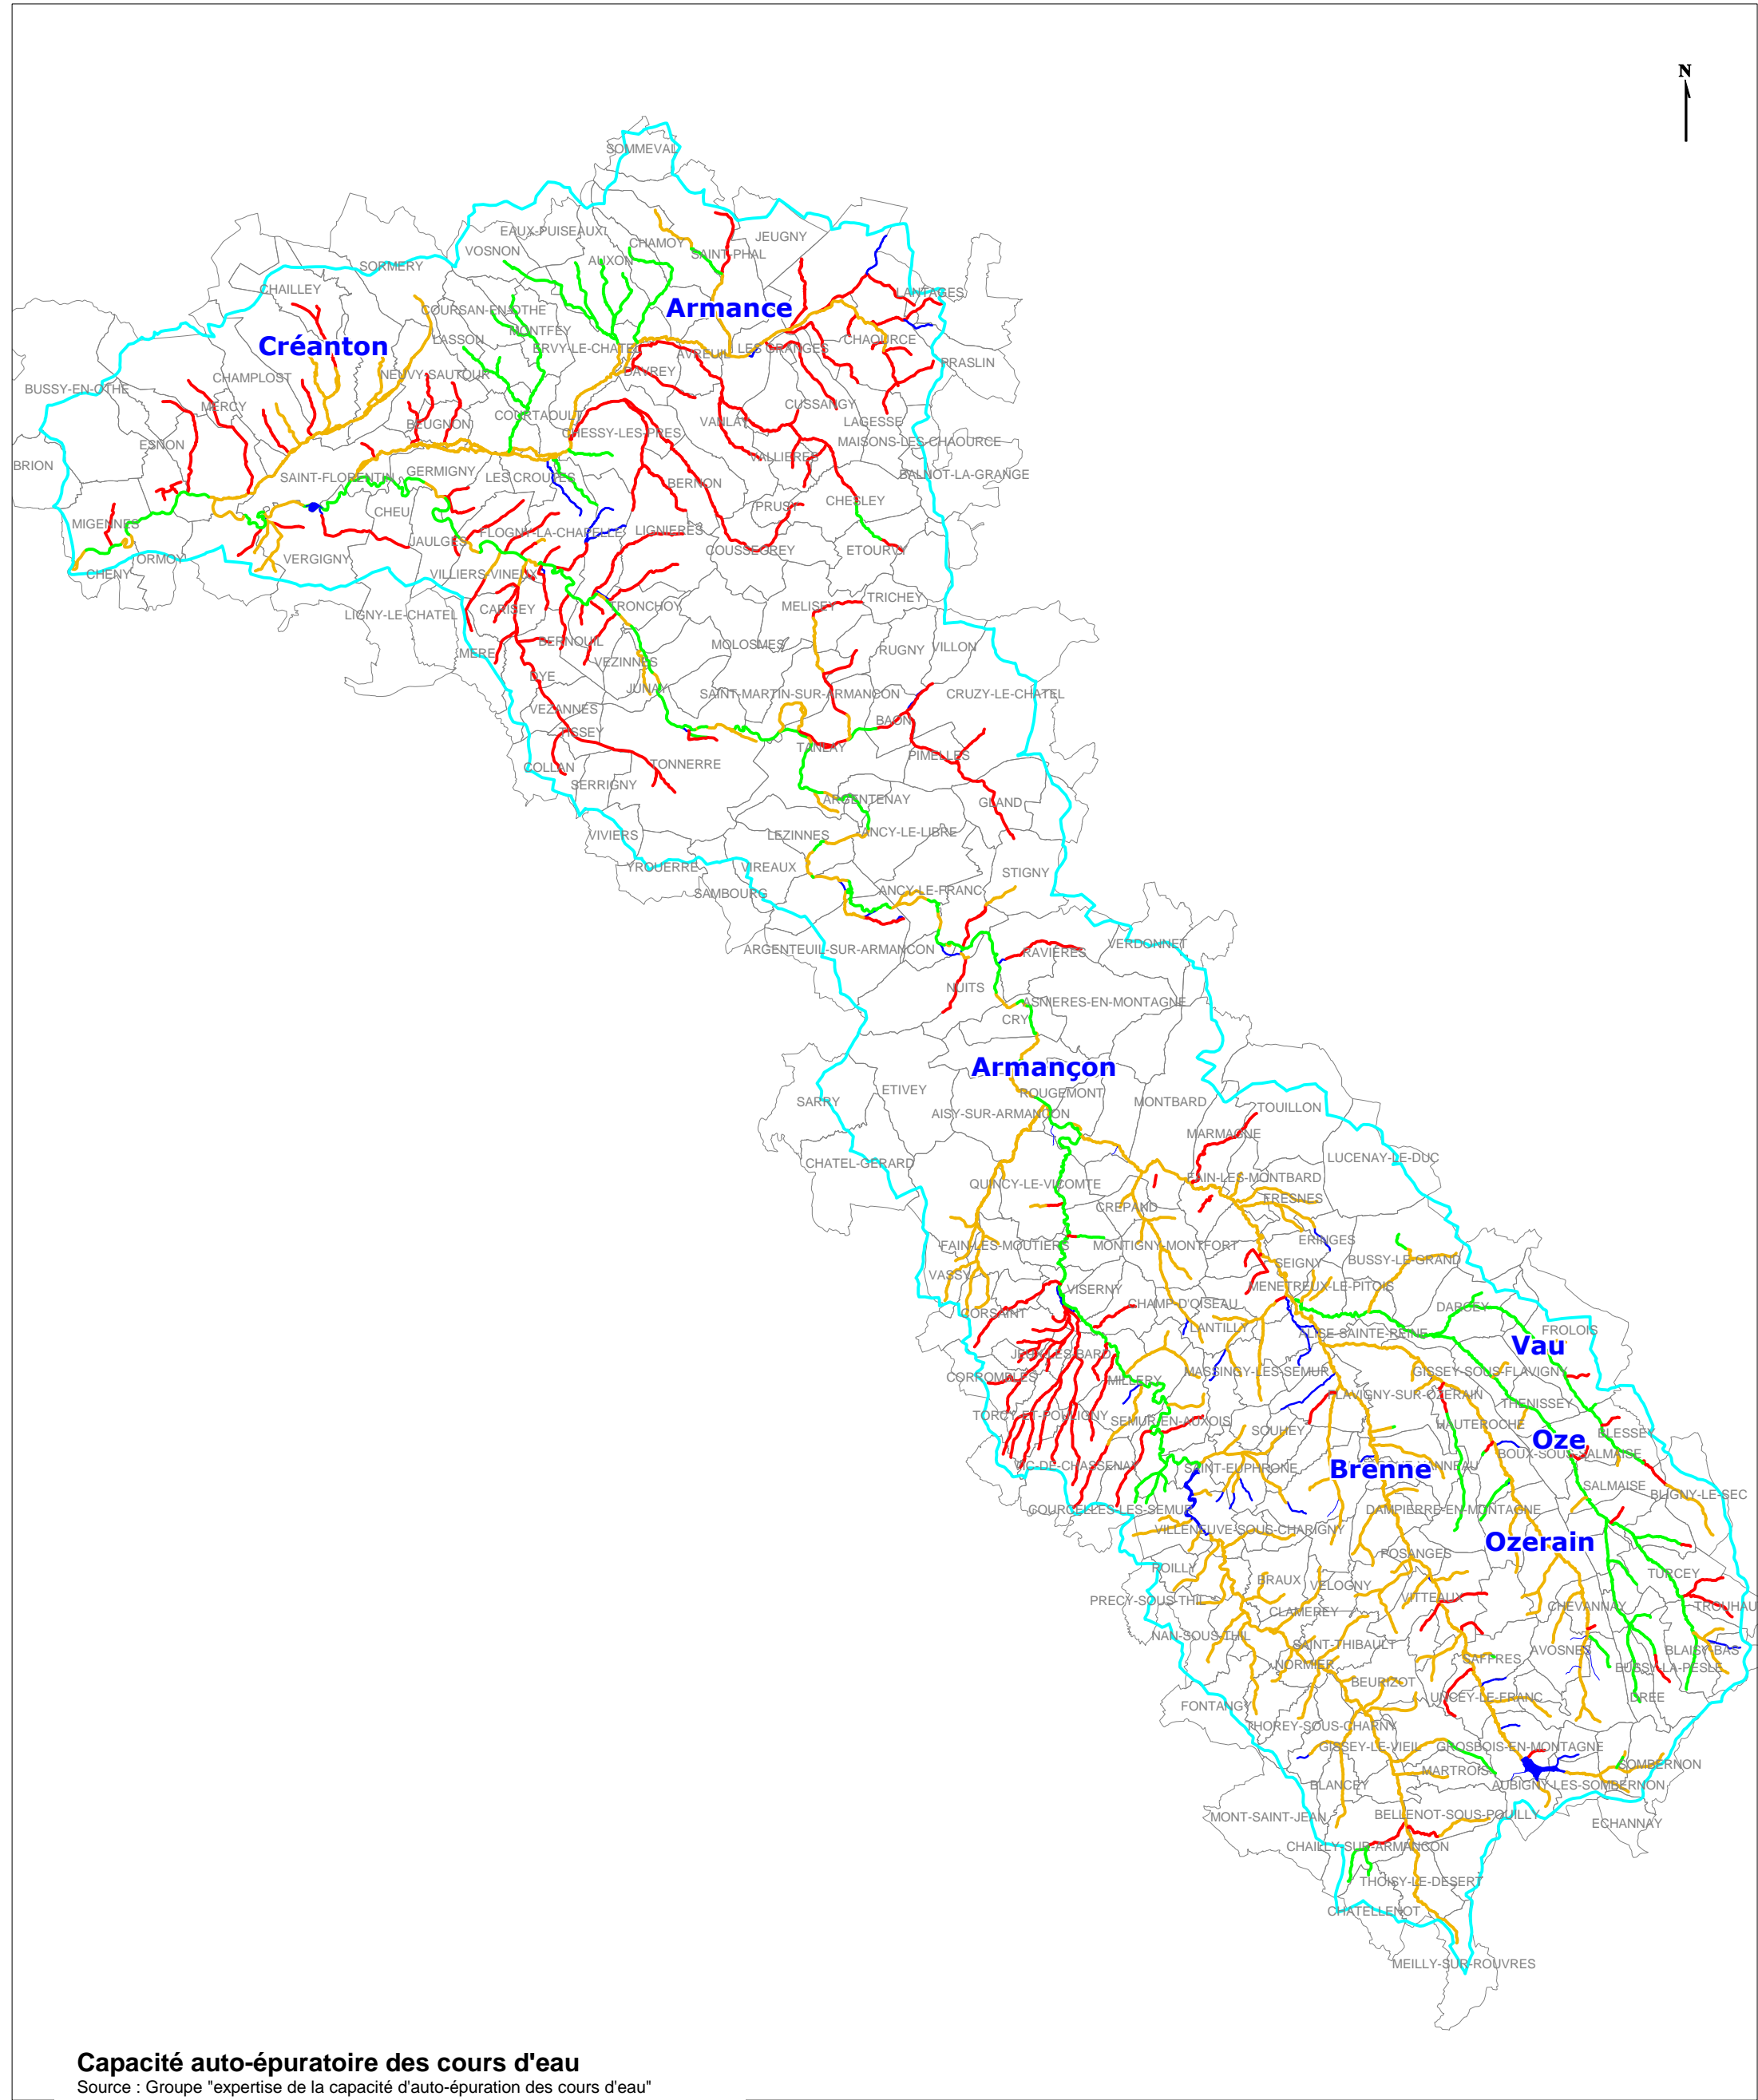 N
SOMMEVAL
EAUX-PUISEAUX
JEUGNY
CHAMOY
VOSNON
SAINT-PHAL
AUXON
SORMERY
CHAILLEY
LANTAGES
Armance
COURSAN-EN-OTHE
MONTFEY
Créanton
LASSON
ERVY-LE-CHATEL
AVREUIL
LES GRANGES
CHAOURCE
PRASLIN
DAVREY
NEUVY-SAUTOUR
CHAMPLOST
BUSSY-EN-OTHE
MERCY
CUSSANGY
COURTAOULT
BEUGNON
VANLAY
LAGESSE
CHESSY-LES-PRES
MAISONS-LES-CHAOURCE
ESNON
VALLIERES
BRION
GERMIGNY
SAINT-FLORENTIN
LES CROUTES
BALNOT-LA-GRANGE
BERNON
CHESLEY
PRUSY
CHEU
MIGENNES
FLOGNY-LA-CHAPELLE
LIGNIERES
JAULGES
COUSSEGREY
ETOURVY
ORMOY
VERGIGNY
CHENY
VILLIERS-VINEUX
TRICHEY
MELISEY
TRONCHOY
CARISEY
LIGNY-LE-CHATEL
BERNOUIL
MOLOSMES
RUGNY
VILLON
MERE
VEZINNES
DYE
JUNAY
SAINT-MARTIN-SUR-ARMANCON
CRUZY-LE-CHATEL
VEZANNES
BAON
TISSEY
TANLAY
PIMELLES
COLLAN
TONNERRE
SERRIGNY
ARGENTENAY
GLAND
VIVIERS
LEZINNES
ANCY-LE-LIBRE
YROUERRE
VIREAUX
STIGNY
SAMBOURG
ANCY-LE-FRANC
ARGENTEUIL-SUR-ARMANCON
RAVIERES
VERDONNET
NUITS
ASNIERES-EN-MONTAGNE
CRY
Armançon
ETIVEY
ROUGEMONT
SARRY
MONTBARD
TOUILLON
AISY-SUR-ARMANCON
MARMAGNE
LUCENAY-LE-DUC
CHATEL-GERARD
FAIN-LES-MONTBARD
QUINCY-LE-VICOMTE
FRESNES
CREPAND
ERINGES
FAIN-LES-MOUTIERS
MONTIGNY-MONTFORT
SEIGNY
BUSSY-LE-GRAND
VASSY
VISERNY
MENETREUX-LE-PITOIS
CHAMP-D'OISEAU
DARCEY
CORSAINT
LANTILLY
ALISE-SAINTE-REINE
FROLOIS
Vau
JEUX-LES-BARD
MASSINGY-LES-SEMUR
GISSEY-SOUS-FLAVIGNY
CORROMBLES
MILLERY
FLAVIGNY-SUR-OZERAIN
THENISSEY
TORCY-ET-POULIGNY
SEMUR-EN-AUXOIS
HAUTEROCHE
SOUHEY
BLESSEY
Oze
BOUX-SOUS-SALMAISE
VIC-DE-CHASSENAY
SAINT-EUPHRONE
Brenne
SALMAISE
BLIGNY-LE-SEC
COURCELLES-LES-SEMUR
DAMPIERRE-EN-MONTAGNE
VILLENEUVE-SOUS-CHARIGNY
Ozerain
POSANGES
ROILLY
TURCEY
BRAUX
VELOGNY
VITTEAUX
PRECY-SOUS-THIL
CHEVANNAY
TROUHAU
CLAMEREY
NAN-SOUS-THIL
SAINT-THIBAULT
AVOSNES
BLAISY-BAS
SAFFRES
NORMIER
BUSSY-LA-PESLE
BEURIZOT
UNCEY-LE-FRANC
DREE
FONTANGY
THOREY-SOUS-CHARNY
GISSEY-LE-VIEIL
GROSBOIS-EN-MONTAGNE
SOMBERNON
MARTROIS
BLANCEY
AUBIGNY-LES-SOMBERNON
MONT-SAINT-JEAN
BELLENOT-SOUS-POUILLY
ECHANNAY
CHAILLY-SUR-ARMANCON
THOISY-LE-DESERT
CHATELLENOT
MEILLY-SUR-ROUVRES
Capacité auto-épuratoire des cours d'eau
Source : Groupe "expertise de la capacité d'auto-épuration des cours d'eau"